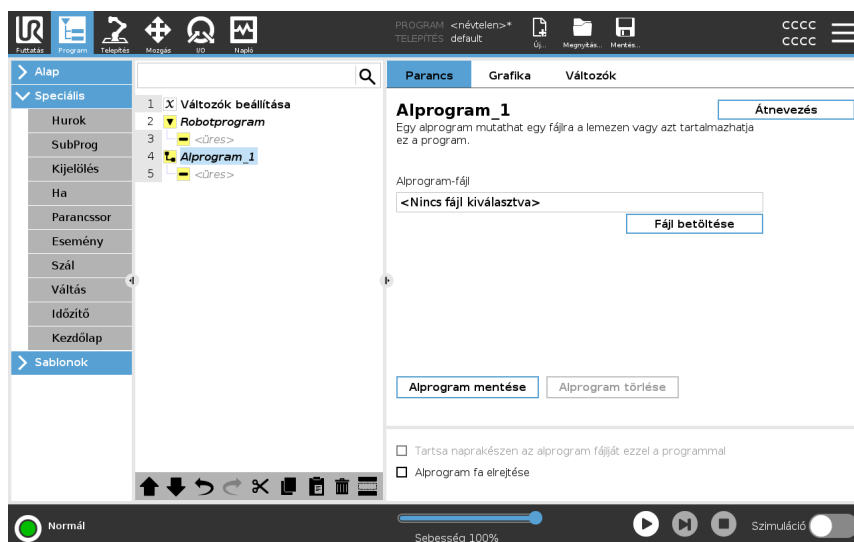 UR
Futtatás
Program
Telepítés
Mozgás
I/O
Napló
PROGRAM <névtelen>*
TELEPÍTÉS default
Új...
Megnyitás...
Mentés...
CCCC
CCCC
Alap
Speciális
Hurok
SubProg
Kijelölés
Ha
Parancssor
Esemény
Szál
Váltás
Időzítő
Kezdőlap
Sablonok
1 X Változók beállítása
2 Robotprogram
3 <üres>
4 Alprogram_1
5 <üres>
Parancs Grafika Változók
Alprogram_1
Átnevezés
Egy alprogram mutathat egy fájlra a lemezen vagy azt tartalmazhatja
ez a program.
Alprogram-fájl
<Nincs fájl kiválasztva>
Fájl betöltése
Alprogram mentése
Alprogram törlése
Tartsa naprakészen az alprogram fájlját ezzel a programmal
Alprogram fa elrejtése
Normál
Sebesség 100%
Szimuláció